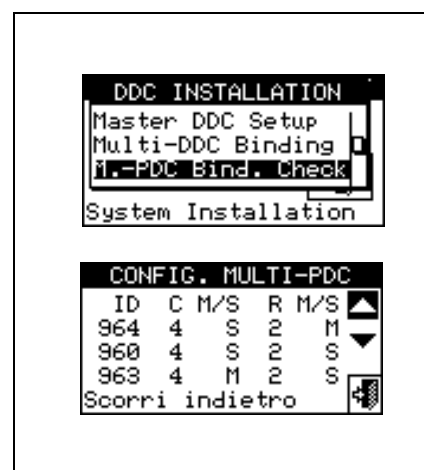 DDC INSTALLATION
Master DDC Setup
Multi-DDC Binding
M.-PDC Bind. Check
System Installation
CONFIG. MULTI-PDC
ID C M/S R M/S
964 4 S 2 M
960 4 S 2 S
963 4 M 2 S
Scorri indietro